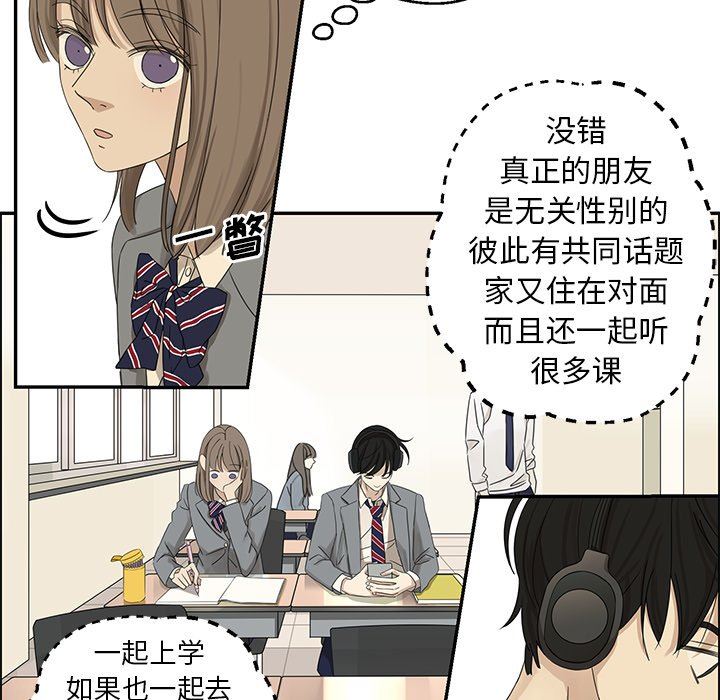 一瞥
没错
真正的朋友
是无关性别的
彼此有共同话题
家又住在对面
而且还一起听
很多课
一起上学
如果也一起去